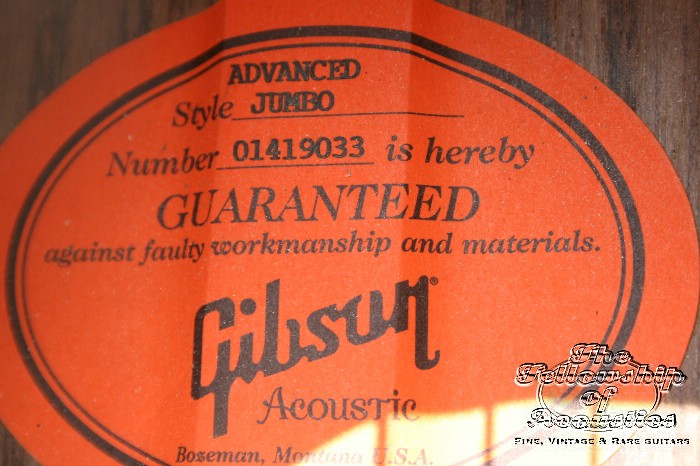 ADVANCED
Style JUMBO
Number 01419033 is hereby
GUARANTEED
against faulty workmanship and materials.
Gibson®
Acoustic
Bozeman, Montana U.S.A.
The
Fellowship
of
Acoustics
Fine, Vintage & Rare guitars